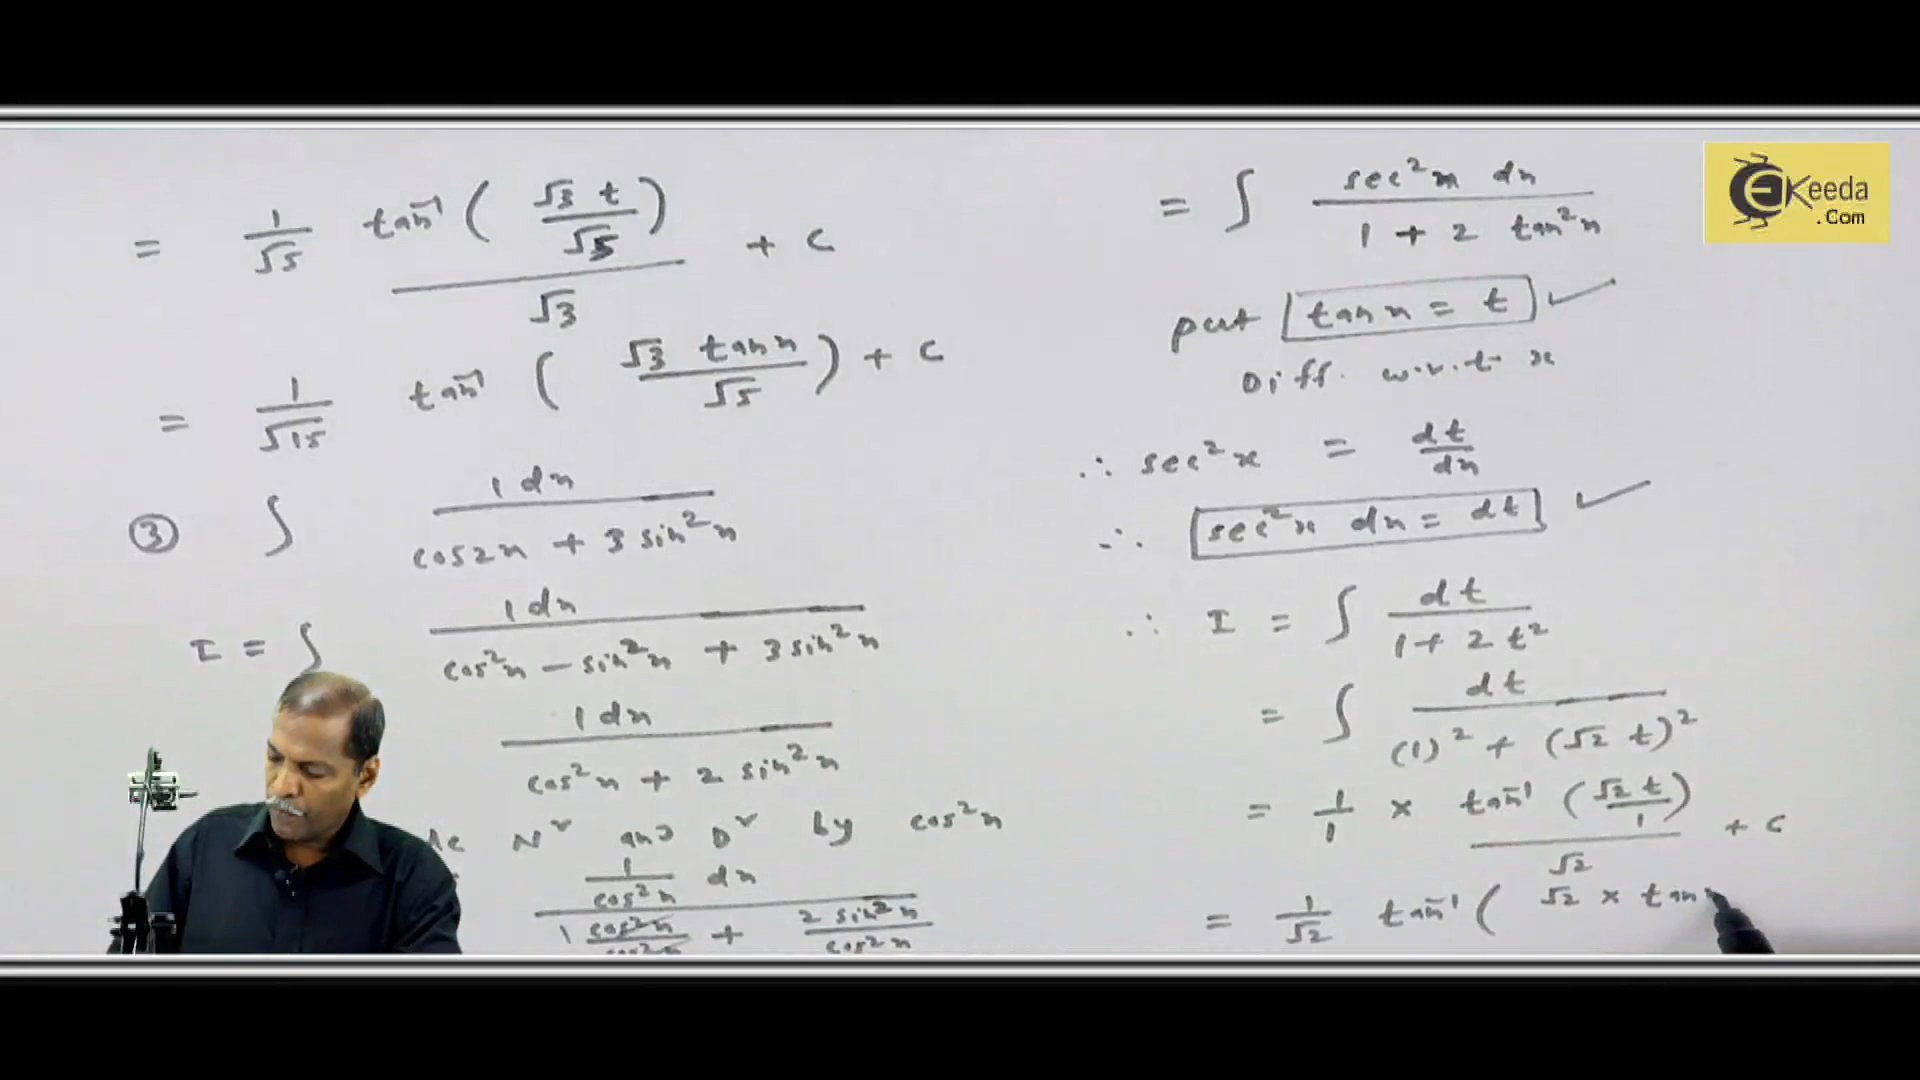 = 1/√5 tan⁻¹ ( √3 t / √5 ) / √3 + c
= 1/√15 tan⁻¹ ( √3 tan x / √5 ) + c
③ ∫ 1 dx / cos2x + 3 sin²x
I = ∫ 1 dx / cos²x − sin²x + 3 sin²x
1 dx / cos²x + 2 sin²x
Nʳ and Dʳ by cos²x
1/cos²x dx / 1 cos²x/cos²x + 2 sin²x/cos²x
= ∫ sec²x dx / 1 + 2 tan²x
put tan x = t ✓
Diff. w.r.t x
∴ sec²x = dt/dx
∴ sec²x dx = dt ✓
∴ I = ∫ dt / 1 + 2 t²
= ∫ dt / (1)² + (√2 t)²
= 1/1 × tan⁻¹ ( √2 t / 1 ) / √2 + c
= 1/√2 tan⁻¹ ( √2 × tan x
eKeeda
.Com